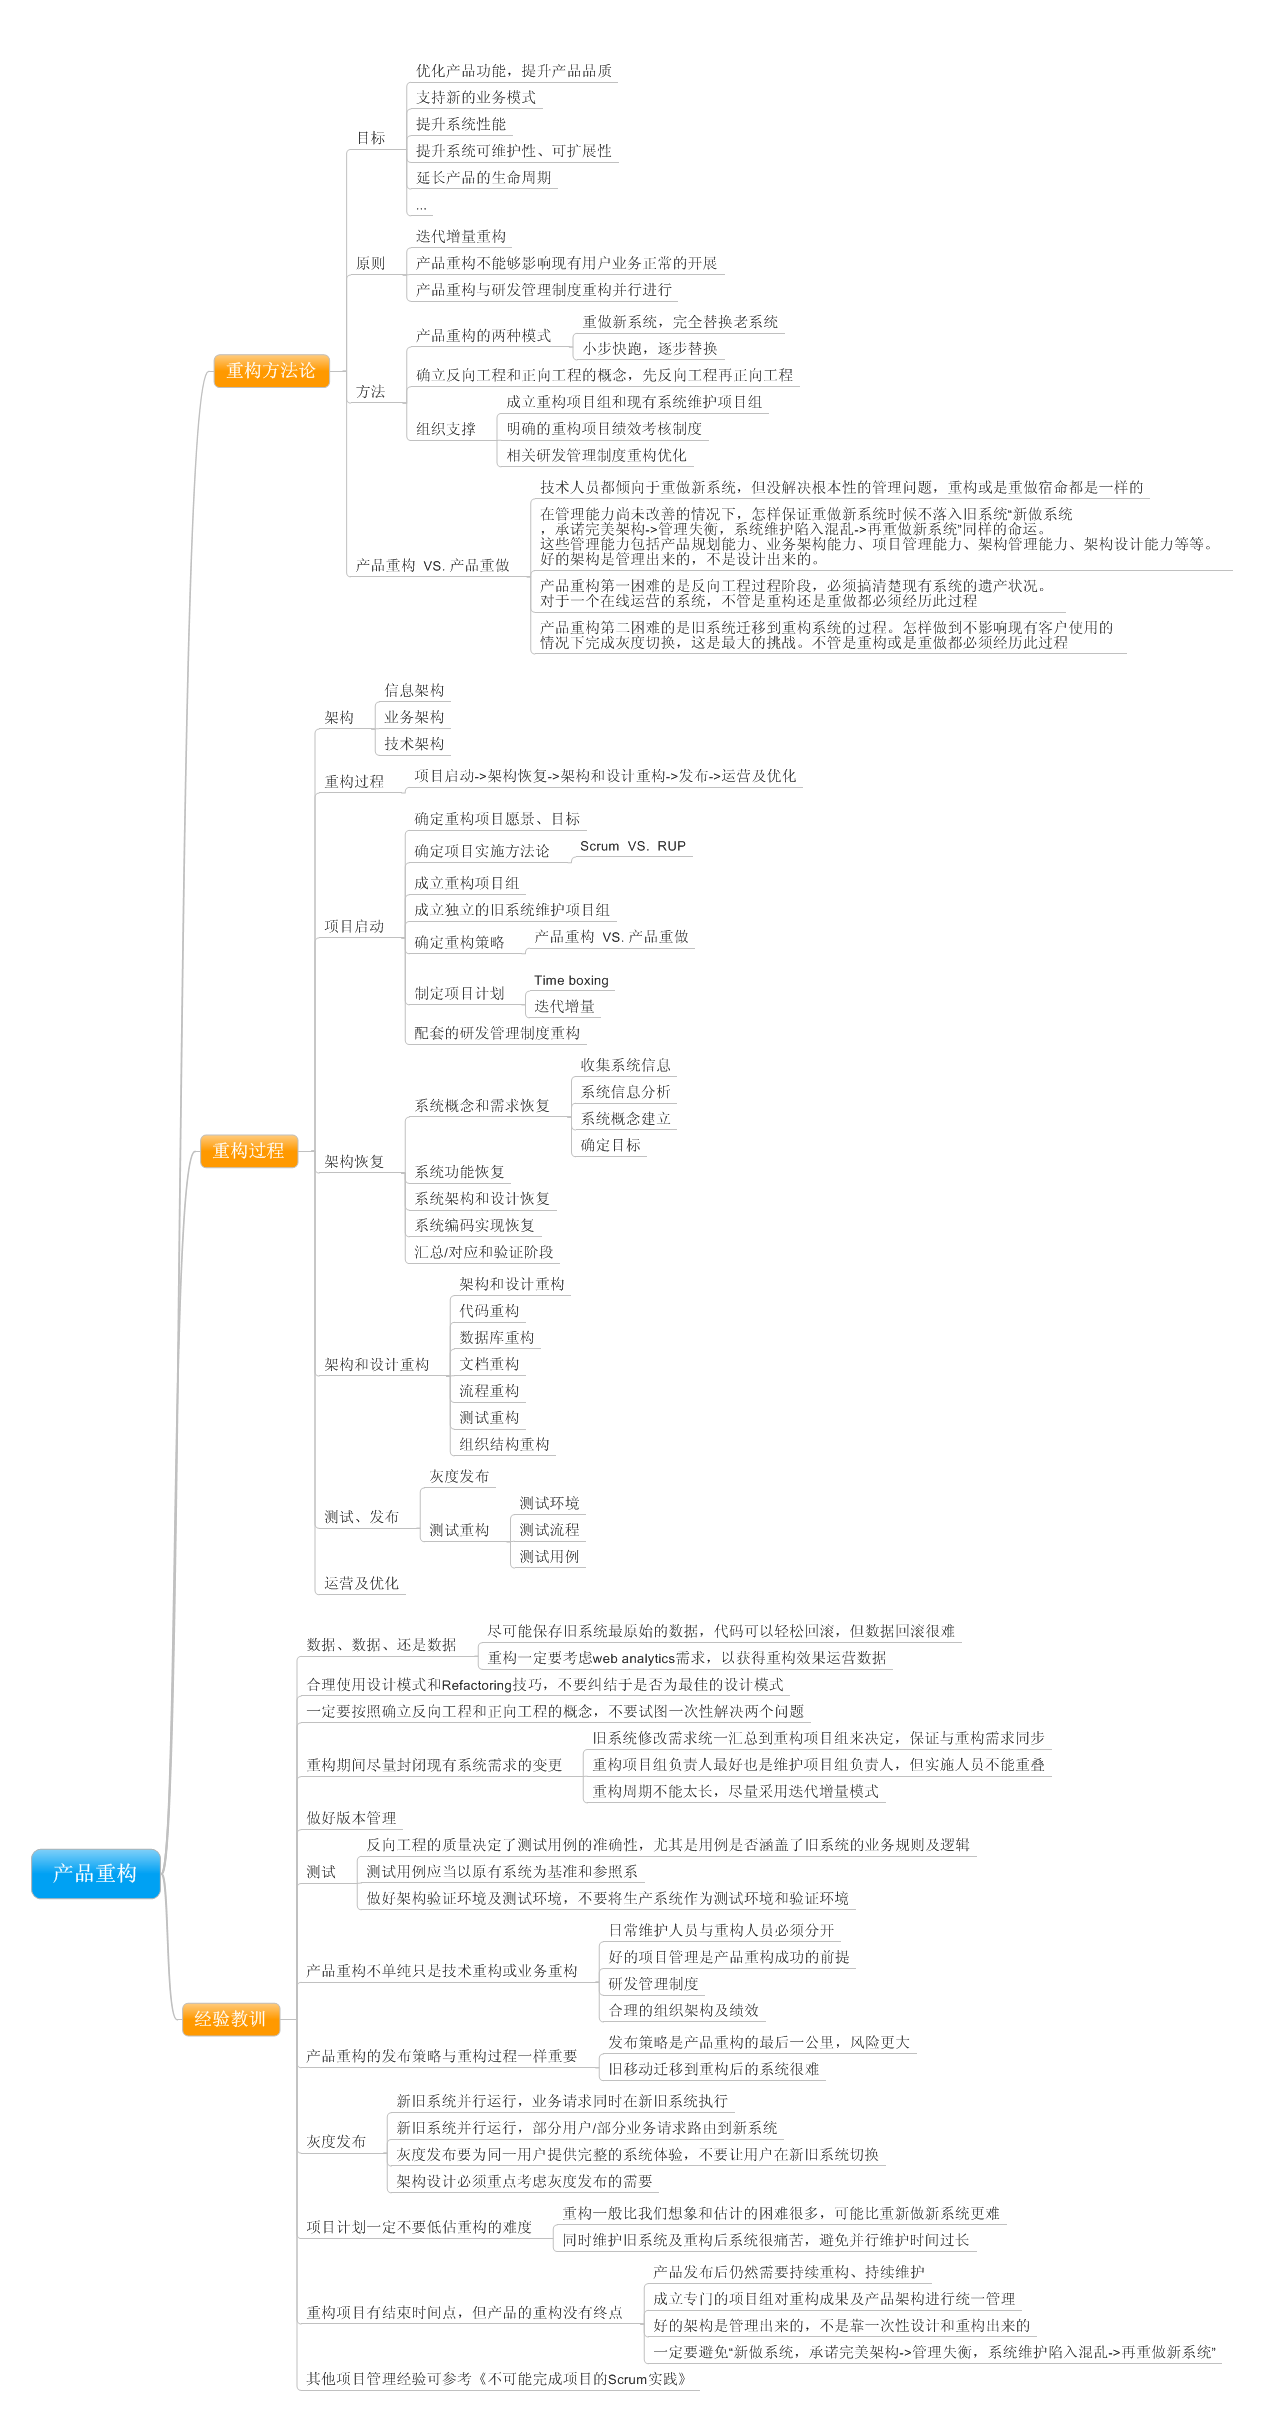 优化产品功能，提升产品品质
支持新的业务模式
提升系统性能
目标
提升系统可维护性、可扩展性
延长产品的生命周期
...
迭代增量重构
原则
产品重构不能够影响现有用户业务正常的开展
产品重构与研发管理制度重构并行进行
重做新系统，完全替换老系统
产品重构的两种模式
小步快跑，逐步替换
重构方法论
确立反向工程和正向工程的概念，先反向工程再正向工程
方法
成立重构项目组和现有系统维护项目组
组织支撑
明确的重构项目绩效考核制度
相关研发管理制度重构优化
技术人员都倾向于重做新系统，但没解决根本性的管理问题，重构或是重做宿命都是一样的
在管理能力尚未改善的情况下，怎样保证重做新系统时候不落入旧系统“新做系统
，承诺完美架构->管理失衡，系统维护陷入混乱->再重做新系统”同样的命运。
这些管理能力包括产品规划能力、业务架构能力、项目管理能力、架构管理能力、架构设计能力等等。
好的架构是管理出来的，不是设计出来的。
产品重构 VS. 产品重做
产品重构第一困难的是反向工程过程阶段，必须搞清楚现有系统的遗产状况。
对于一个在线运营的系统，不管是重构还是重做都必须经历此过程
产品重构第二困难的是旧系统迁移到重构系统的过程。怎样做到不影响现有客户使用的
情况下完成灰度切换，这是最大的挑战。不管是重构或是重做都必须经历此过程
信息架构
架构
业务架构
技术架构
重构过程
项目启动->架构恢复->架构和设计重构->发布->运营及优化
确定重构项目愿景、目标
确定项目实施方法论
Scrum VS. RUP
成立重构项目组
成立独立的旧系统维护项目组
项目启动
确定重构策略
产品重构 VS. 产品重做
制定项目计划
Time boxing
迭代增量
配套的研发管理制度重构
收集系统信息
系统信息分析
系统概念和需求恢复
系统概念建立
确定目标
重构过程
架构恢复
系统功能恢复
系统架构和设计恢复
系统编码实现恢复
汇总/对应和验证阶段
架构和设计重构
代码重构
数据库重构
架构和设计重构
文档重构
流程重构
测试重构
组织结构重构
灰度发布
测试、发布
测试环境
测试重构
测试流程
测试用例
运营及优化
尽可能保存旧系统最原始的数据，代码可以轻松回滚，但数据回滚很难
数据、数据、还是数据
重构一定要考虑web analytics需求，以获得重构效果运营数据
合理使用设计模式和Refactoring技巧，不要纠结于是否为最佳的设计模式
一定要按照确立反向工程和正向工程的概念，不要试图一次性解决两个问题
旧系统修改需求统一汇总到重构项目组来决定，保证与重构需求同步
重构期间尽量封闭现有系统需求的变更
重构项目组负责人最好也是维护项目组负责人，但实施人员不能重叠
重构周期不能太长，尽量采用迭代增量模式
做好版本管理
反向工程的质量决定了测试用例的准确性，尤其是用例是否涵盖了旧系统的业务规则及逻辑
产品重构
测试
测试用例应当以原有系统为基准和参照系
做好架构验证环境及测试环境，不要将生产系统作为测试环境和验证环境
日常维护人员与重构人员必须分开
好的项目管理是产品重构成功的前提
产品重构不单纯只是技术重构或业务重构
研发管理制度
合理的组织架构及绩效
经验教训
发布策略是产品重构的最后一公里，风险更大
产品重构的发布策略与重构过程一样重要
旧移动迁移到重构后的系统很难
新旧系统并行运行，业务请求同时在新旧系统执行
新旧系统并行运行，部分用户/部分业务请求路由到新系统
灰度发布
灰度发布要为同一用户提供完整的系统体验，不要让用户在新旧系统切换
架构设计必须重点考虑灰度发布的需要
重构一般比我们想象和估计的困难很多，可能比重新做新系统更难
项目计划一定不要低估重构的难度
同时维护旧系统及重构后系统很痛苦，避免并行维护时间过长
产品发布后仍然需要持续重构、持续维护
成立专门的项目组对重构成果及产品架构进行统一管理
重构项目有结束时间点，但产品的重构没有终点
好的架构是管理出来的，不是靠一次性设计和重构出来的
一定要避免“新做系统，承诺完美架构->管理失衡，系统维护陷入混乱->再重做新系统”
其他项目管理经验可参考《不可能完成项目的Scrum实践》